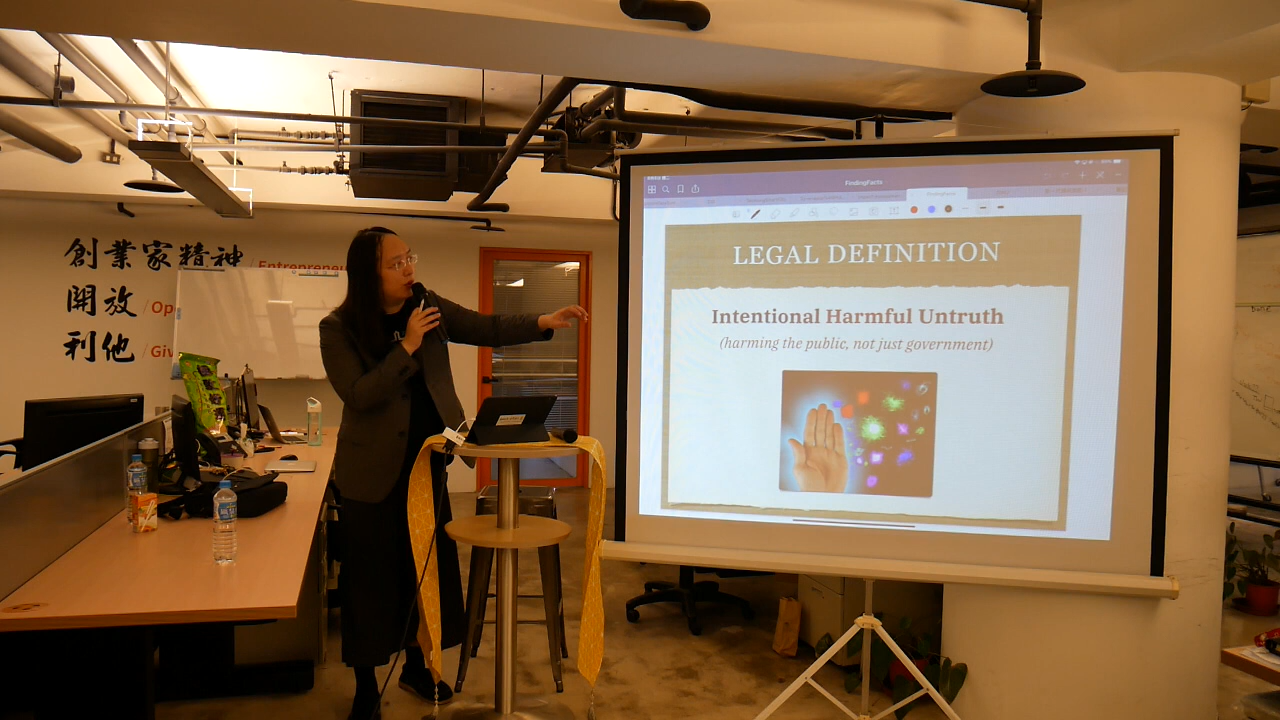 創業家精神 / Entrepreneu
開放 / Op
利他 / Giv
FindingFacts
LEGAL DEFINITION
Intentional Harmful Untruth
(harming the public, not just government)